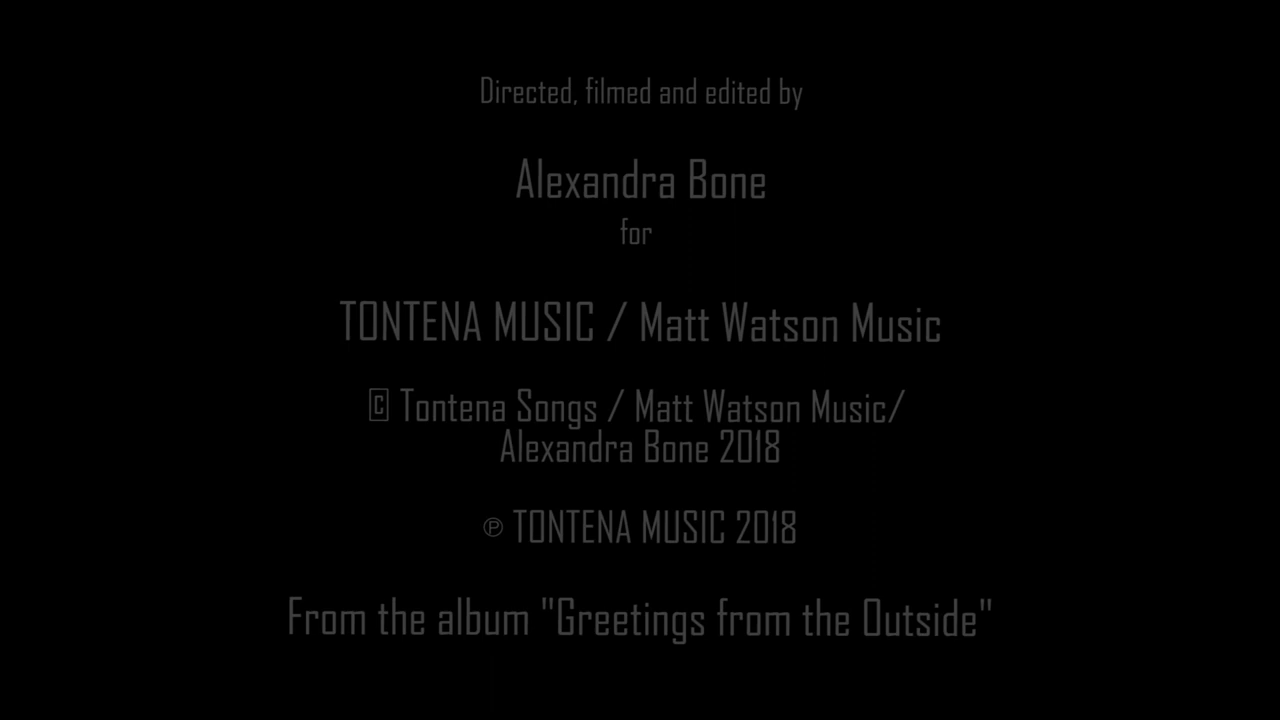 Directed, filmed and edited by
Alexandra Bone
for
TONTENA MUSIC / Matt Watson Music
© Tontena Songs / Matt Watson Music/
Alexandra Bone 2018
℗ TONTENA MUSIC 2018
From the album "Greetings from the Outside"